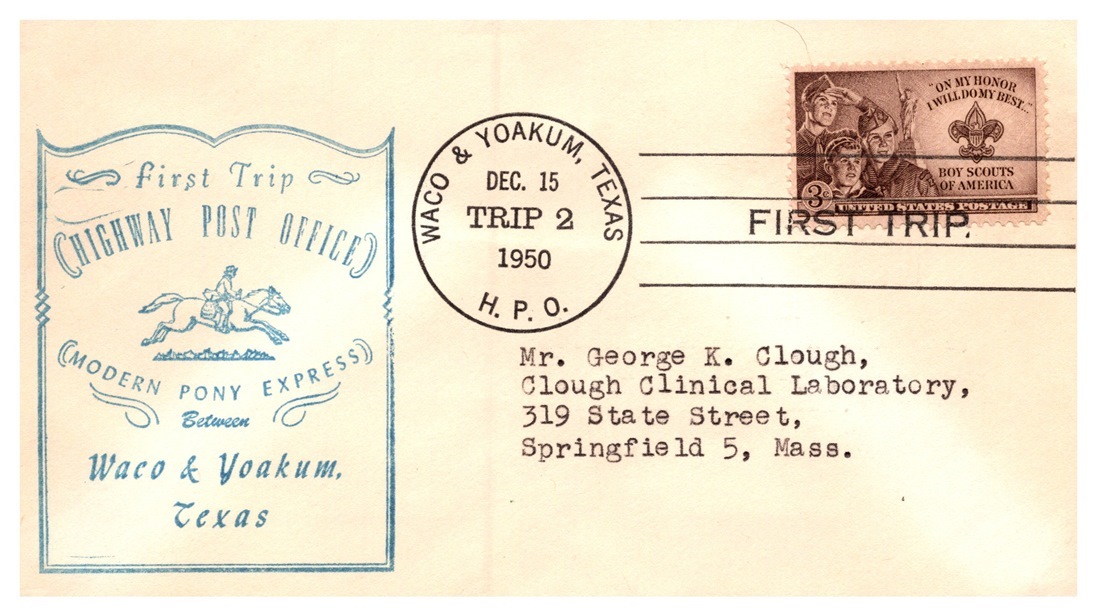 First Trip
HIGHWAY POST OFFICE
MODERN PONY EXPRESS
Between
Waco & Yoakum,
Texas
WACO & YOAKUM, TEXAS
DEC. 15
TRIP 2
1950
H. P. O.
"ON MY HONOR
I WILL DO MY BEST..."
BOY SCOUTS
OF AMERICA
3¢
UNITED STATES POSTAGE
FIRST TRIP.
Mr. George K. Clough,
Clough Clinical Laboratory,
319 State Street,
Springfield 5, Mass.